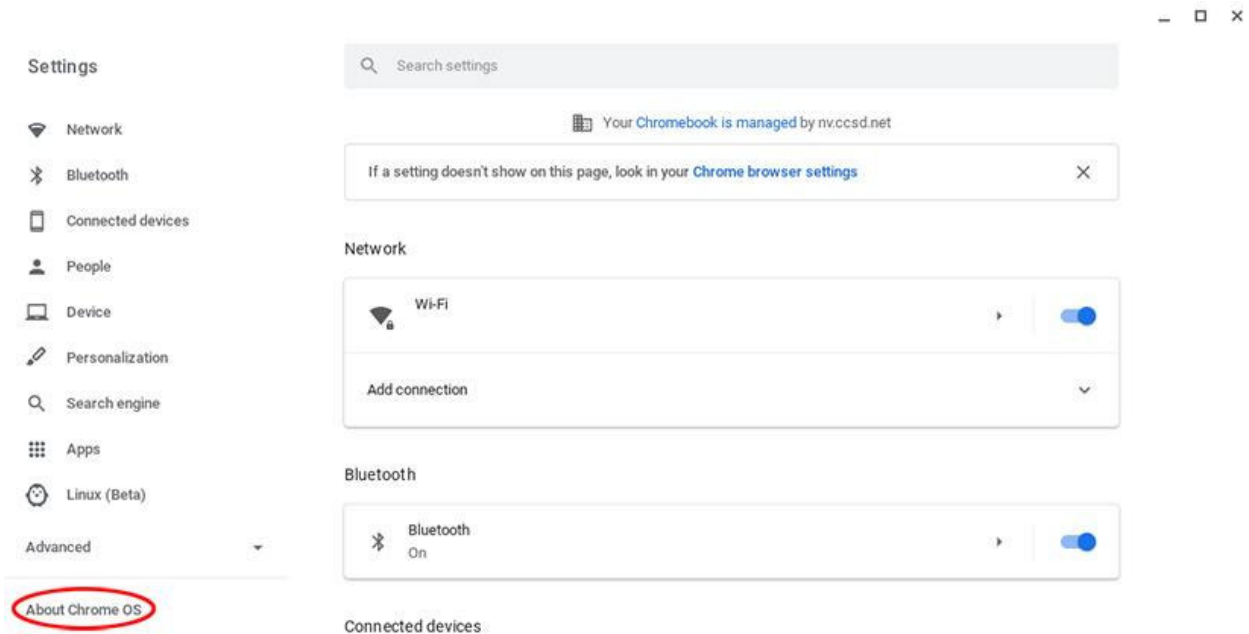 Settings
Search settings
Your Chromebook is managed by nv.ccsd.net
If a setting doesn't show on this page, look in your Chrome browser settings
Network
Bluetooth
Connected devices
People
Device
Personalization
Search engine
Apps
Linux (Beta)
Advanced
About Chrome OS
Network
Wi-Fi
Add connection
Bluetooth
Bluetooth
On
Connected devices